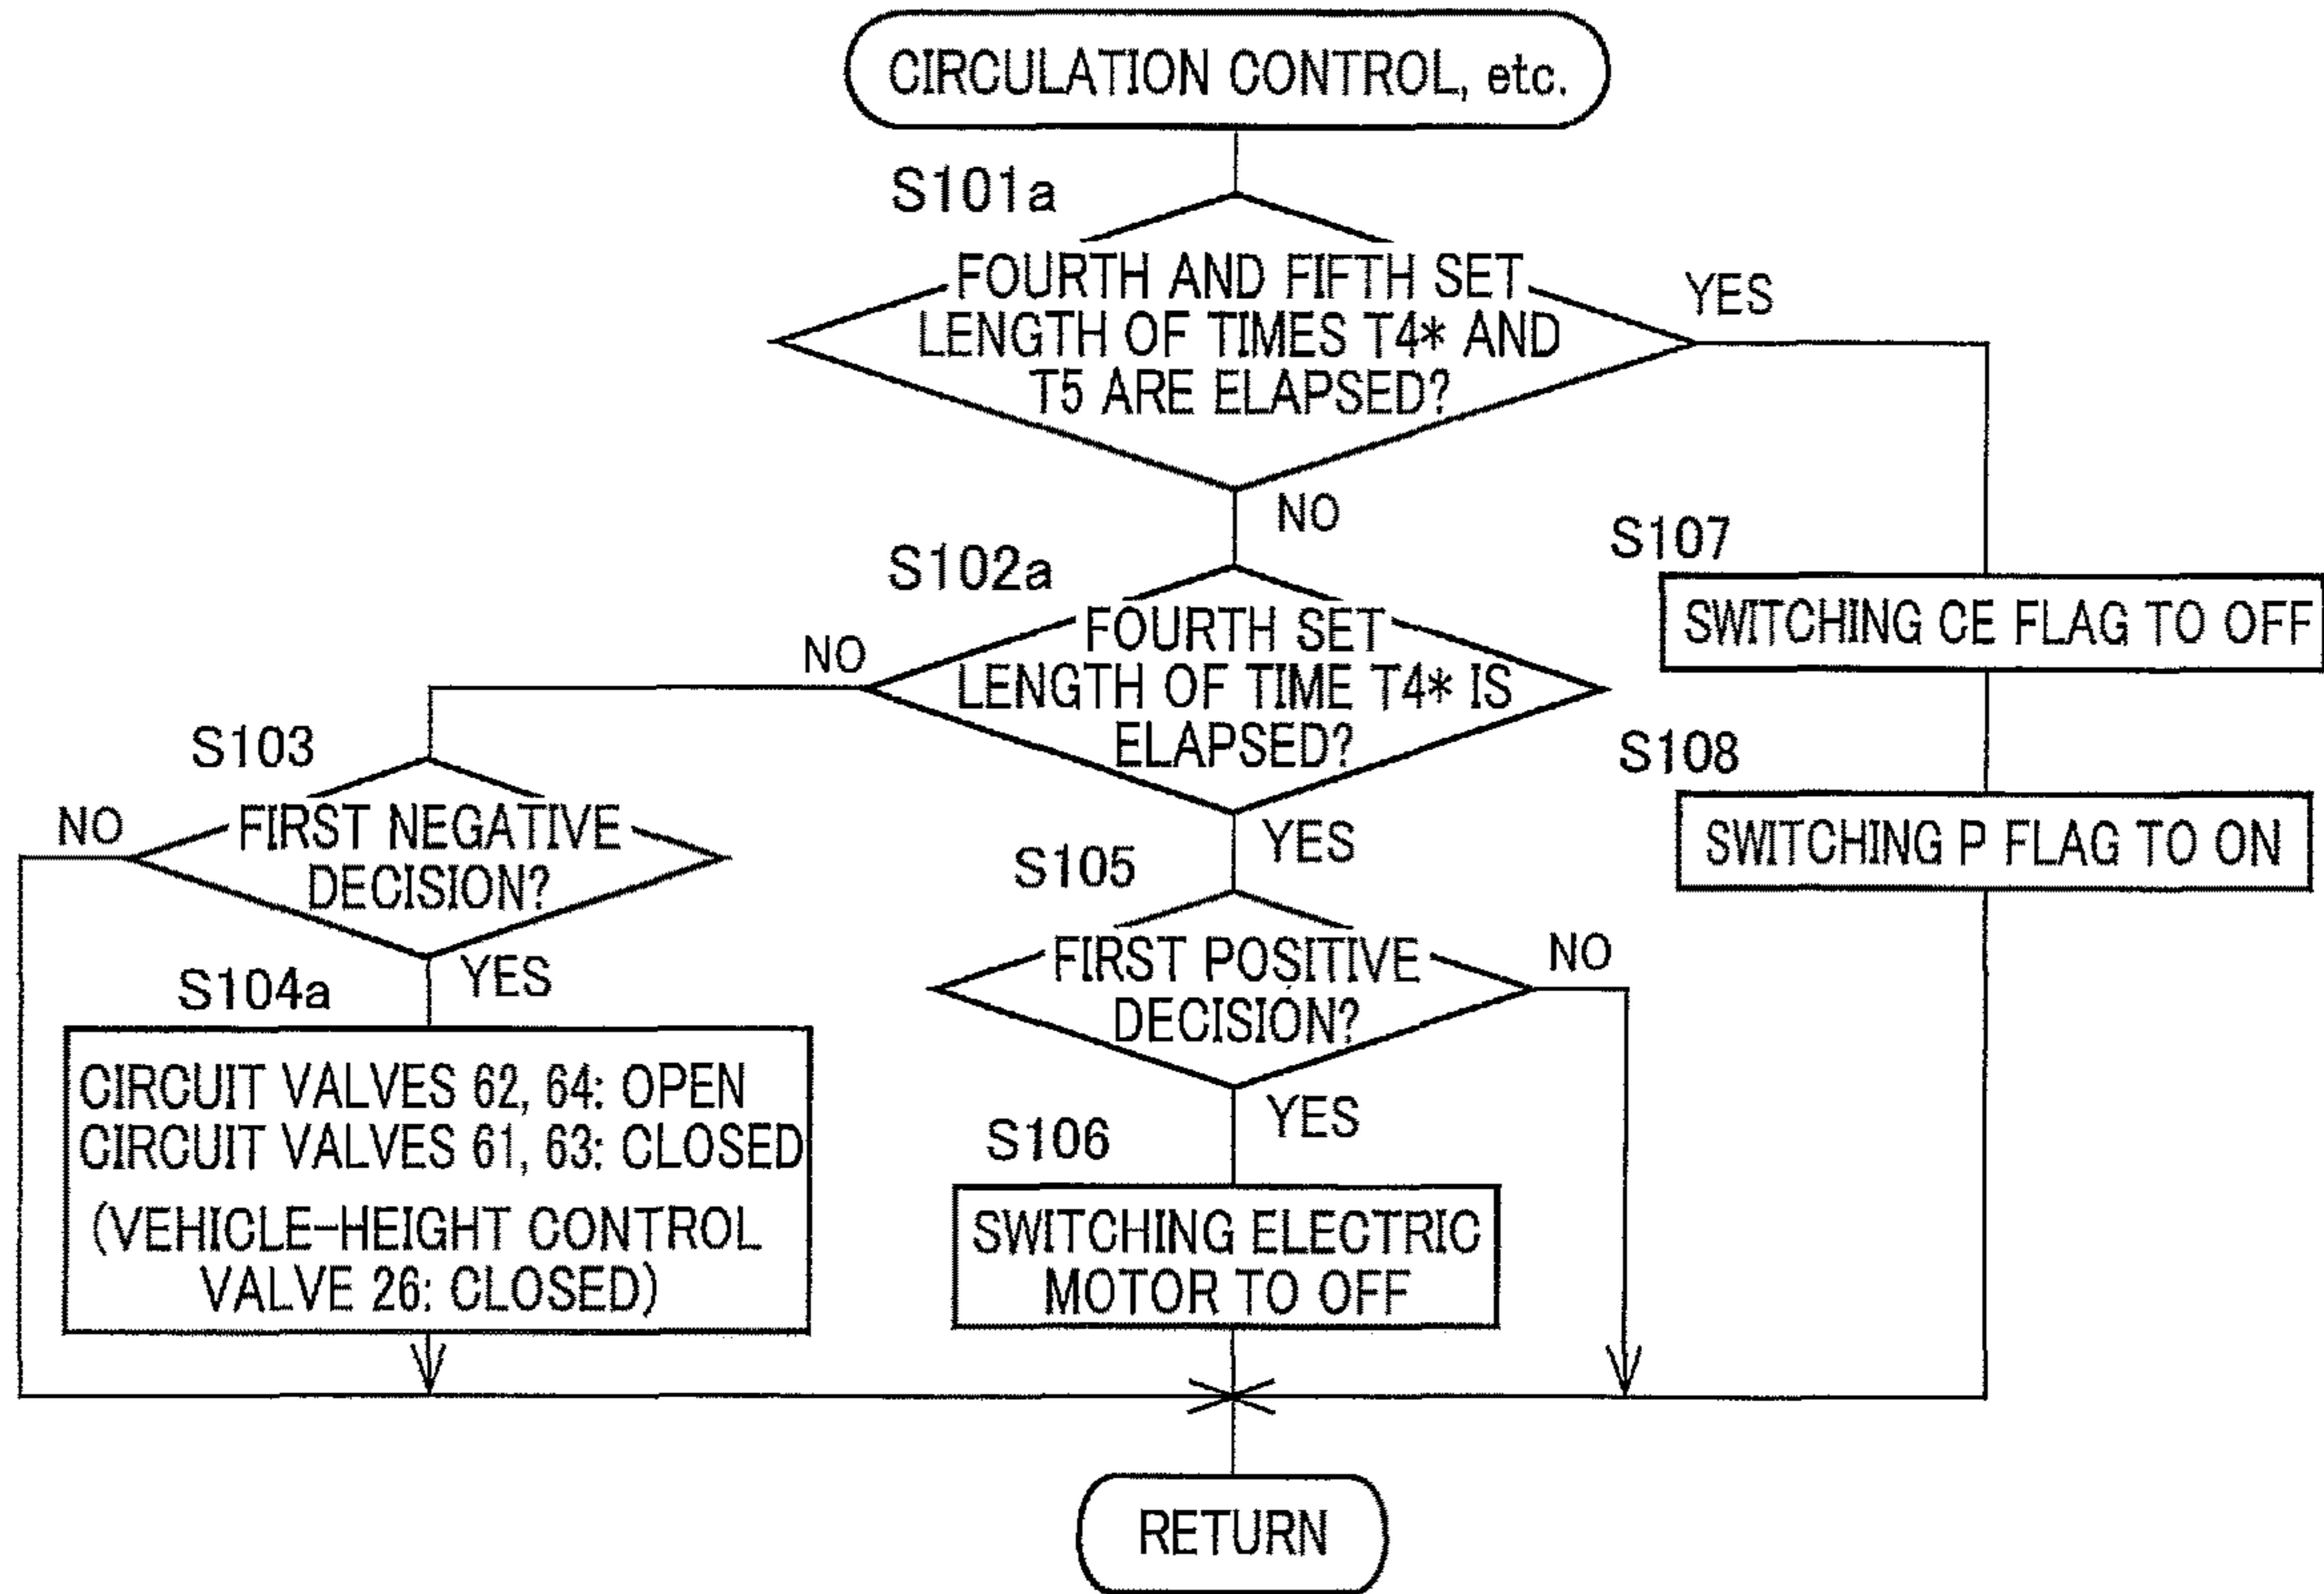 CIRCULATION CONTROL, etc.
S101a
FOURTH AND FIFTH SET
LENGTH OF TIMES T4* AND
T5 ARE ELAPSED?
YES
NO
S102a
FOURTH SET
LENGTH OF TIME T4* IS
ELAPSED?
NO
YES
S107
SWITCHING CE FLAG TO OFF
S108
SWITCHING P FLAG TO ON
S103
FIRST NEGATIVE
DECISION?
NO
YES
S104a
CIRCUIT VALVES 62, 64: OPEN
CIRCUIT VALVES 61, 63: CLOSED
(VEHICLE-HEIGHT CONTROL
VALVE 26: CLOSED)
S105
FIRST POSITIVE
DECISION?
NO
YES
S106
SWITCHING ELECTRIC
MOTOR TO OFF
RETURN